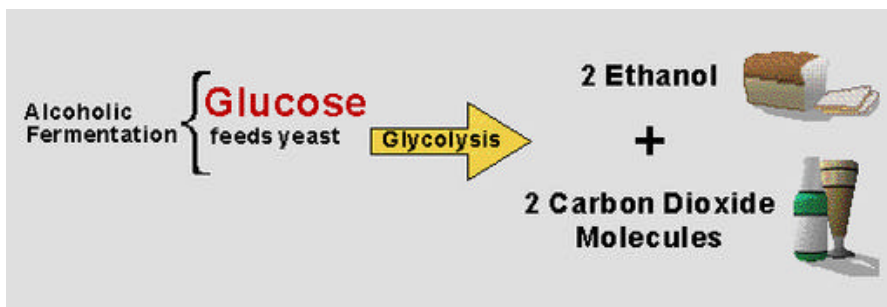 Alcoholic
Fermentation
Glucose
feeds yeast
Glycolysis
2 Ethanol
+
2 Carbon Dioxide
Molecules